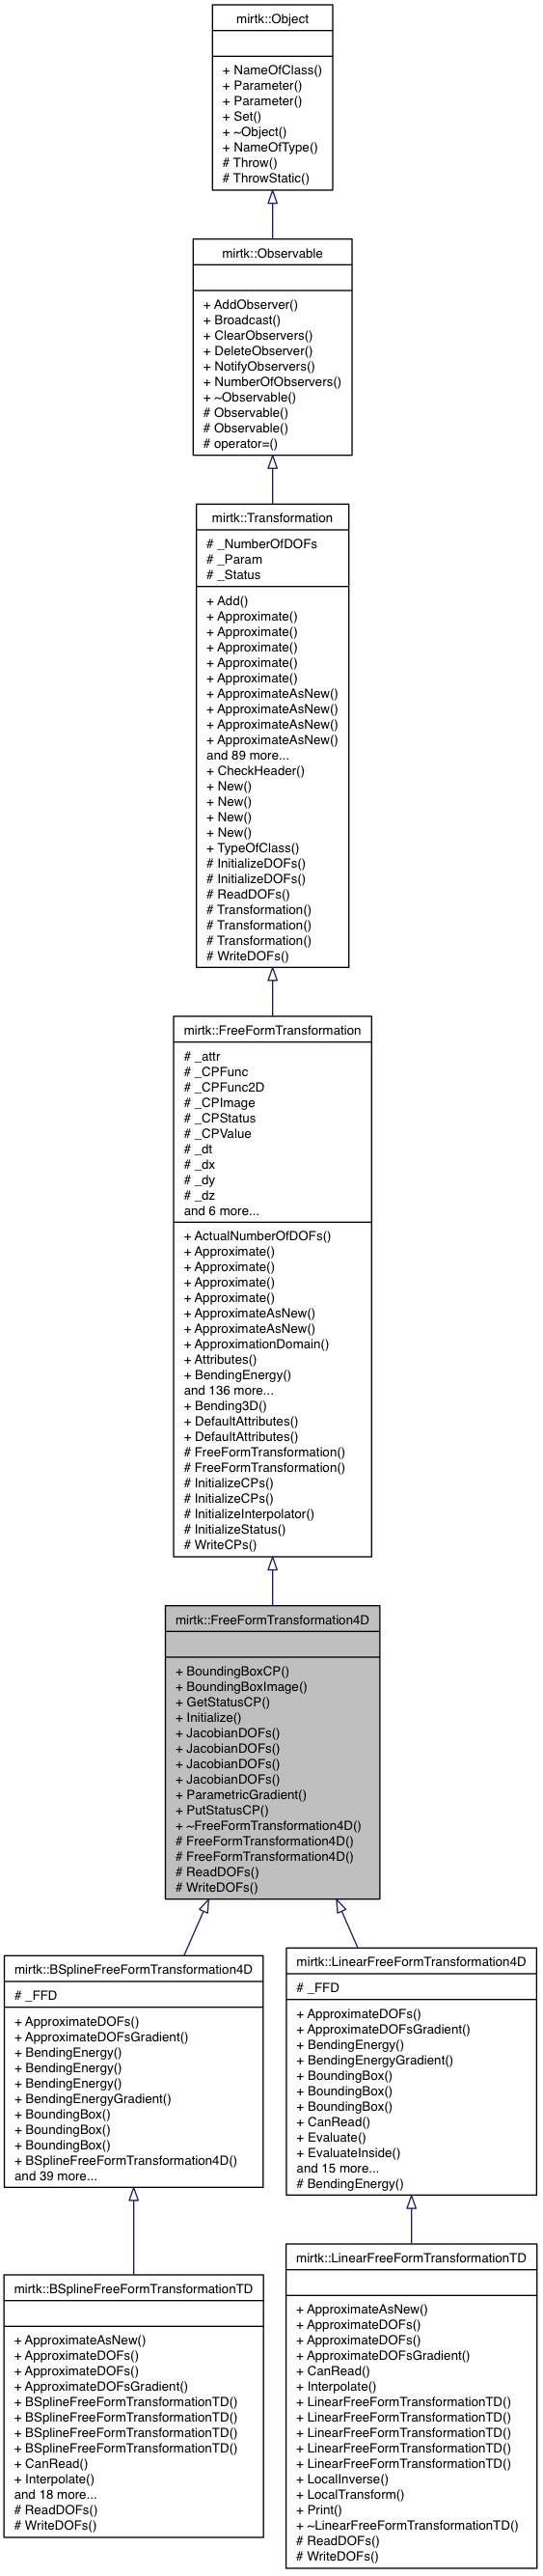 mirtk::Object
+ NameOfClass()
+ Parameter()
+ Parameter()
+ Set()
+ ~Object()
+ NameOfType()
# Throw()
# ThrowStatic()
mirtk::Observable
+ AddObserver()
+ Broadcast()
+ ClearObservers()
+ DeleteObserver()
+ NotifyObservers()
+ NumberOfObservers()
+ ~Observable()
# Observable()
# Observable()
# operator=()
mirtk::Transformation
# _NumberOfDOFs
# _Param
# _Status
+ Add()
+ Approximate()
+ Approximate()
+ Approximate()
+ Approximate()
+ Approximate()
+ ApproximateAsNew()
+ ApproximateAsNew()
+ ApproximateAsNew()
+ ApproximateAsNew()
and 89 more...
+ CheckHeader()
+ New()
+ New()
+ New()
+ New()
+ TypeOfClass()
# InitializeDOFs()
# InitializeDOFs()
# ReadDOFs()
# Transformation()
# Transformation()
# Transformation()
# WriteDOFs()
mirtk::FreeFormTransformation
# _attr
# _CPFunc
# _CPFunc2D
# _CPImage
# _CPStatus
# _CPValue
# _dt
# _dx
# _dy
# _dz
and 6 more...
+ ActualNumberOfDOFs()
+ Approximate()
+ Approximate()
+ Approximate()
+ Approximate()
+ ApproximateAsNew()
+ ApproximateAsNew()
+ ApproximationDomain()
+ Attributes()
+ BendingEnergy()
and 136 more...
+ Bending3D()
+ DefaultAttributes()
+ DefaultAttributes()
# FreeFormTransformation()
# FreeFormTransformation()
# InitializeCPs()
# InitializeCPs()
# InitializeInterpolator()
# InitializeStatus()
# WriteCPs()
mirtk::FreeFormTransformation4D
+ BoundingBoxCP()
+ BoundingBoxImage()
+ GetStatusCP()
+ Initialize()
+ JacobianDOFs()
+ JacobianDOFs()
+ JacobianDOFs()
+ JacobianDOFs()
+ ParametricGradient()
+ PutStatusCP()
+ ~FreeFormTransformation4D()
# FreeFormTransformation4D()
# FreeFormTransformation4D()
# ReadDOFs()
# WriteDOFs()
mirtk::BSplineFreeFormTransformation4D
# _FFD
+ ApproximateDOFs()
+ ApproximateDOFsGradient()
+ BendingEnergy()
+ BendingEnergy()
+ BendingEnergy()
+ BendingEnergyGradient()
+ BoundingBox()
+ BoundingBox()
+ BoundingBox()
+ BSplineFreeFormTransformation4D()
and 39 more...
mirtk::LinearFreeFormTransformation4D
# _FFD
+ ApproximateDOFs()
+ ApproximateDOFsGradient()
+ BendingEnergy()
+ BendingEnergyGradient()
+ BoundingBox()
+ BoundingBox()
+ BoundingBox()
+ CanRead()
+ Evaluate()
+ EvaluateInside()
and 15 more...
# BendingEnergy()
mirtk::BSplineFreeFormTransformationTD
+ ApproximateAsNew()
+ ApproximateDOFs()
+ ApproximateDOFs()
+ ApproximateDOFsGradient()
+ BSplineFreeFormTransformationTD()
+ BSplineFreeFormTransformationTD()
+ BSplineFreeFormTransformationTD()
+ BSplineFreeFormTransformationTD()
+ CanRead()
+ Interpolate()
and 18 more...
# ReadDOFs()
# WriteDOFs()
mirtk::LinearFreeFormTransformationTD
+ ApproximateAsNew()
+ ApproximateDOFs()
+ ApproximateDOFs()
+ ApproximateDOFsGradient()
+ CanRead()
+ Interpolate()
+ LinearFreeFormTransformationTD()
+ LinearFreeFormTransformationTD()
+ LinearFreeFormTransformationTD()
+ LinearFreeFormTransformationTD()
+ LinearFreeFormTransformationTD()
+ LocalInverse()
+ LocalTransform()
+ Print()
+ ~LinearFreeFormTransformationTD()
# ReadDOFs()
# WriteDOFs()